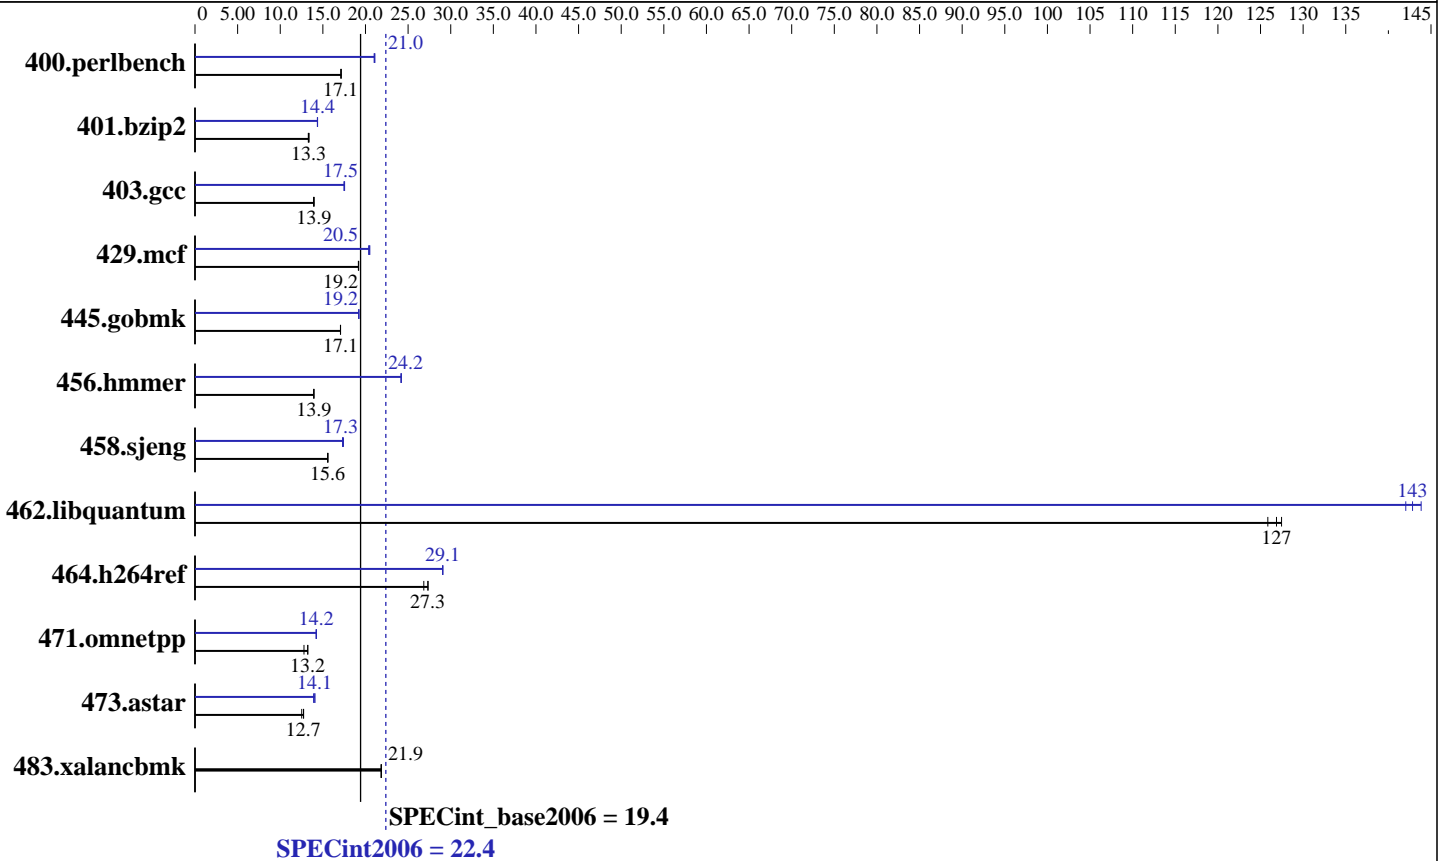 0 5.00 10.0 15.0 20.0 25.0 30.0 35.0 40.0 45.0 50.0 55.0 60.0 65.0 70.0 75.0 80.0 85.0 90.0 95.0 100 105 110 115 120 125 130 135 145
400.perlbench
21.0
17.1
401.bzip2
14.4
13.3
403.gcc
17.5
13.9
429.mcf
20.5
19.2
445.gobmk
19.2
17.1
456.hmmer
24.2
13.9
458.sjeng
17.3
15.6
462.libquantum
143
127
464.h264ref
29.1
27.3
471.omnetpp
14.2
13.2
473.astar
14.1
12.7
483.xalancbmk
21.9
SPECint_base2006 = 19.4
SPECint2006 = 22.4